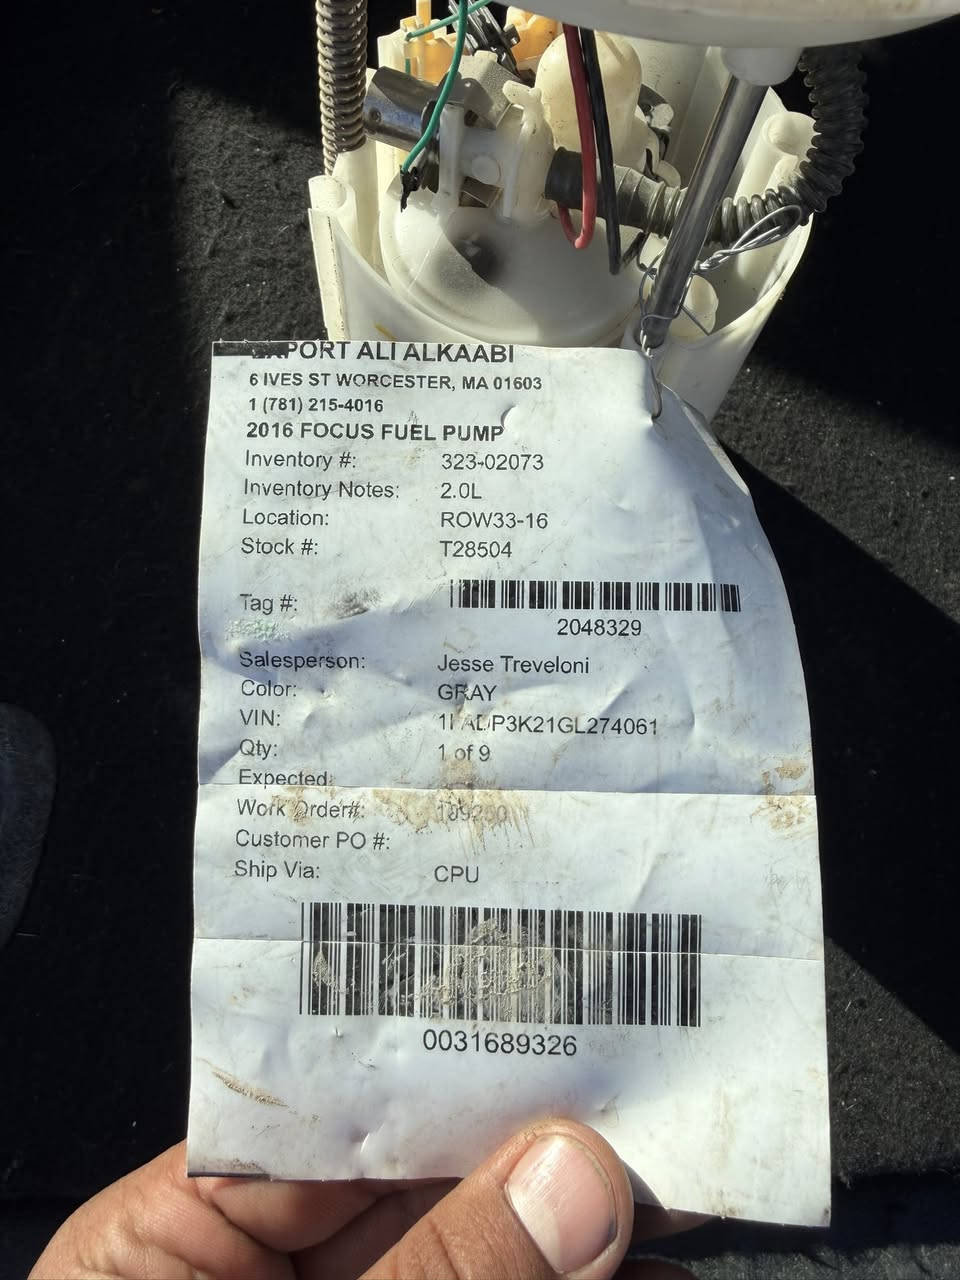 EXPORT ALI ALKAABI
6 IVES ST WORCESTER, MA 01603
1 (781) 215-4016
2016 FOCUS FUEL PUMP
Inventory #: 323-02073
Inventory Notes: 2.0L
Location: ROW33-16
Stock #: T28504
Tag #:
2048329
Salesperson: Jesse Treveloni
Color: GRAY
VIN: 1FADP3K21GL274061
Qty: 1 of 9
Expected:
Work Order#:
Customer PO #:
Ship Via: CPU
0031689326